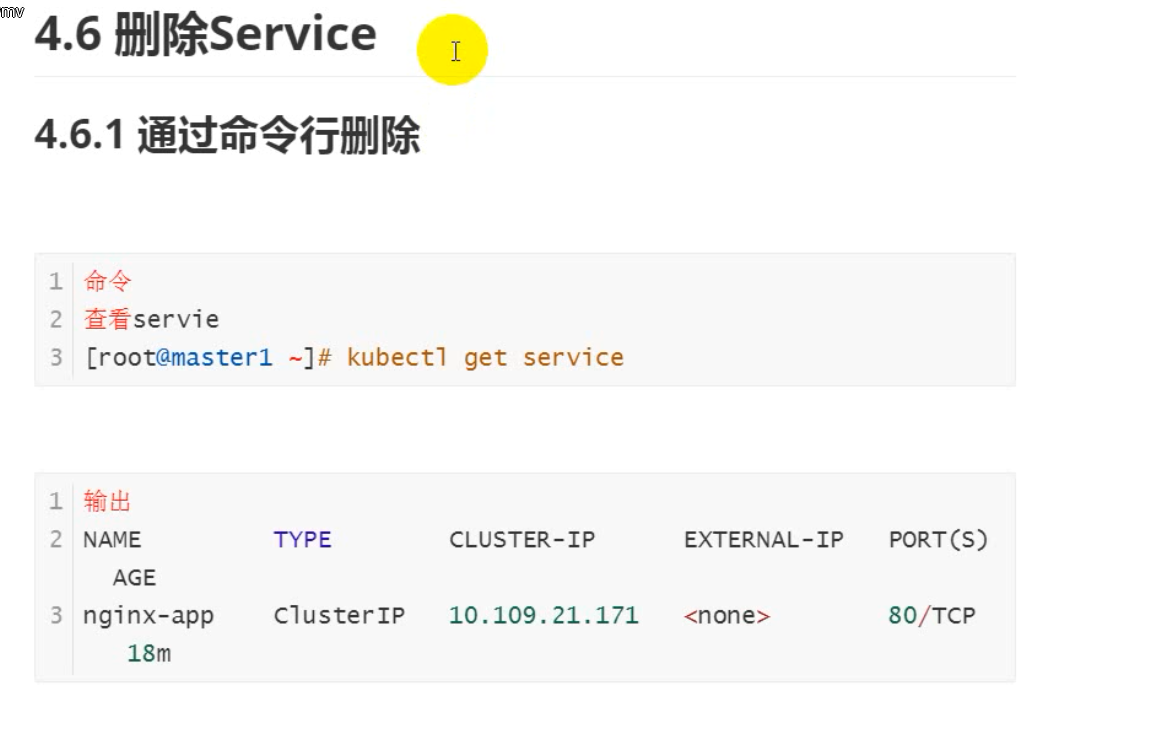 mv
4.6 删除Service
4.6.1 通过命令行删除
1 命令
2 查看servie
3 [root@master1 ~]# kubectl get service
1 输出
2 NAME TYPE CLUSTER-IP EXTERNAL-IP PORT(S)
AGE
3 nginx-app ClusterIP 10.109.21.171 <none> 80/TCP
18m